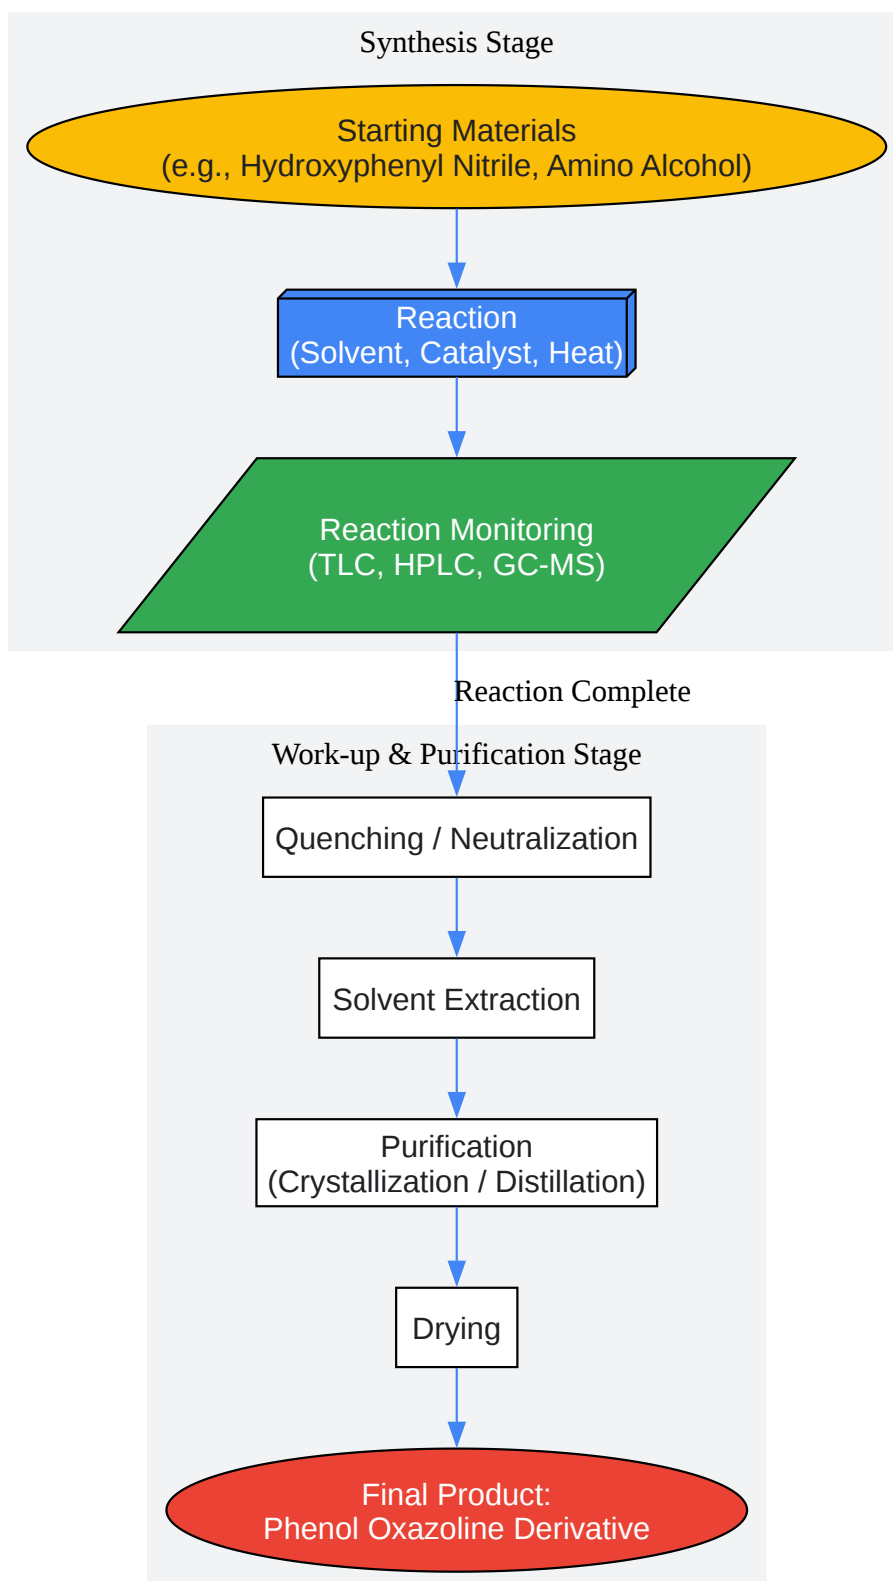 Synthesis Stage
Starting Materials
(e.g., Hydroxyphenyl Nitrile, Amino Alcohol)
Reaction
(Solvent, Catalyst, Heat)
Reaction Monitoring
(TLC, HPLC, GC-MS)
Reaction Complete
Work-up & Purification Stage
Quenching / Neutralization
Solvent Extraction
Purification
(Crystallization / Distillation)
Drying
Final Product:
Phenol Oxazoline Derivative